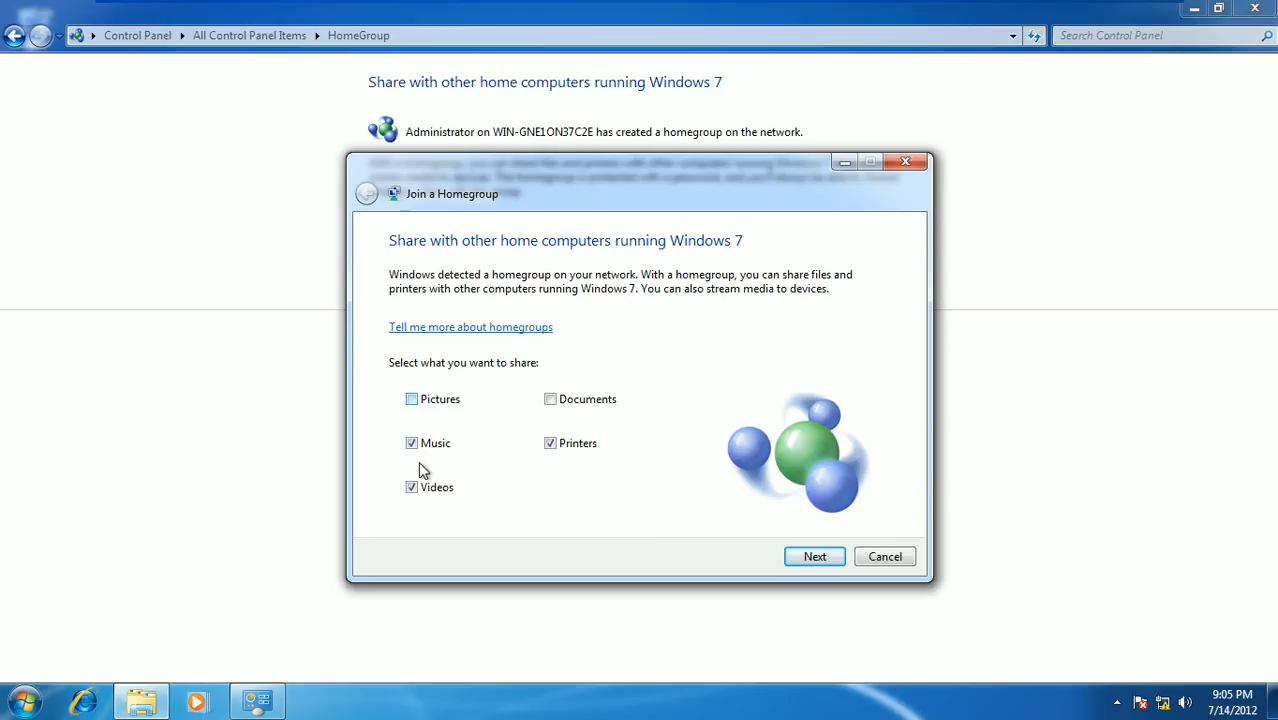 Control Panel
All Control Panel Items
HomeGroup
Search Control Panel
Share with other home computers running Windows 7
Administrator on WIN-GNE1ON37C2E has created a homegroup on the network.
Join a Homegroup
Share with other home computers running Windows 7
Windows detected a homegroup on your network. With a homegroup, you can share files and
printers with other computers running Windows 7. You can also stream media to devices.
Tell me more about homegroups
Select what you want to share:
Pictures
Documents
Music
Printers
Videos
Next
Cancel
9:05 PM
7/14/2012